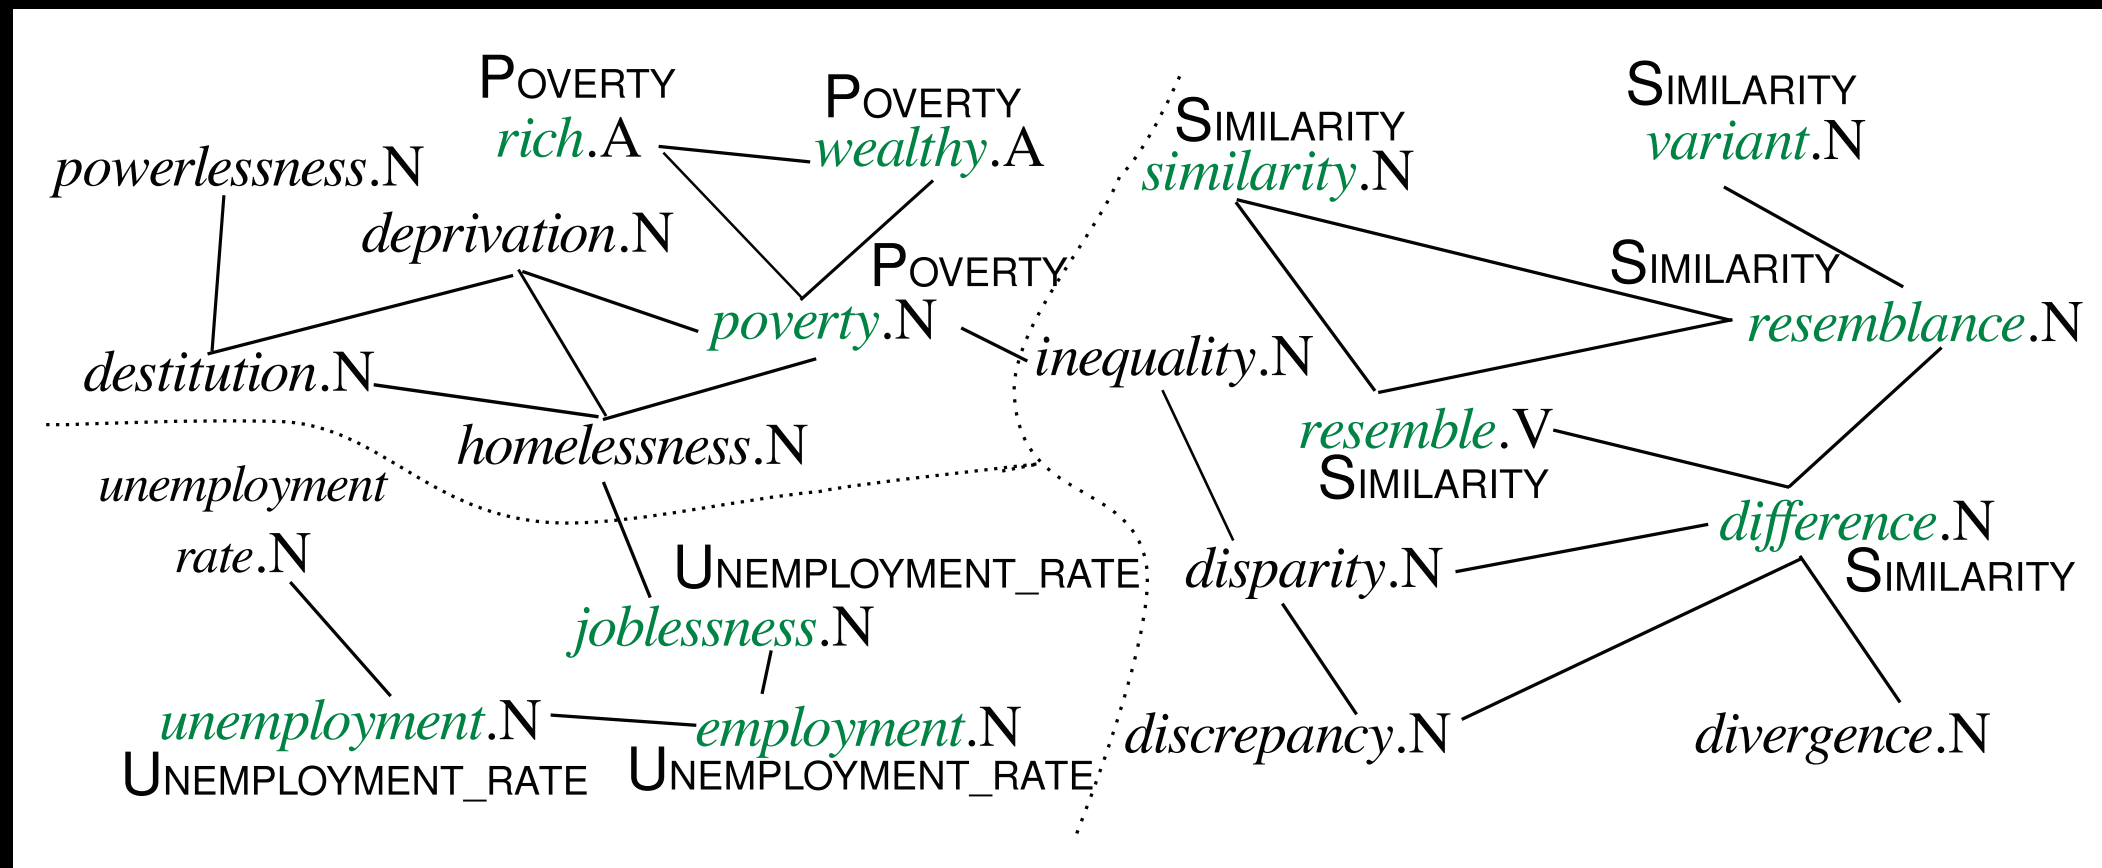 POVERTY
rich.A
POVERTY
wealthy.A
powerlessness.N
deprivation.N
POVERTY
poverty.N
destitution.N
homelessness.N
unemployment
rate.N
UNEMPLOYMENT_RATE
joblessness.N
unemployment.N
UNEMPLOYMENT_RATE
employment.N
UNEMPLOYMENT_RATE
SIMILARITY
similarity.N
SIMILARITY
variant.N
SIMILARITY
resemblance.N
inequality.N
resemble.V
SIMILARITY
difference.N
SIMILARITY
disparity.N
discrepancy.N
divergence.N